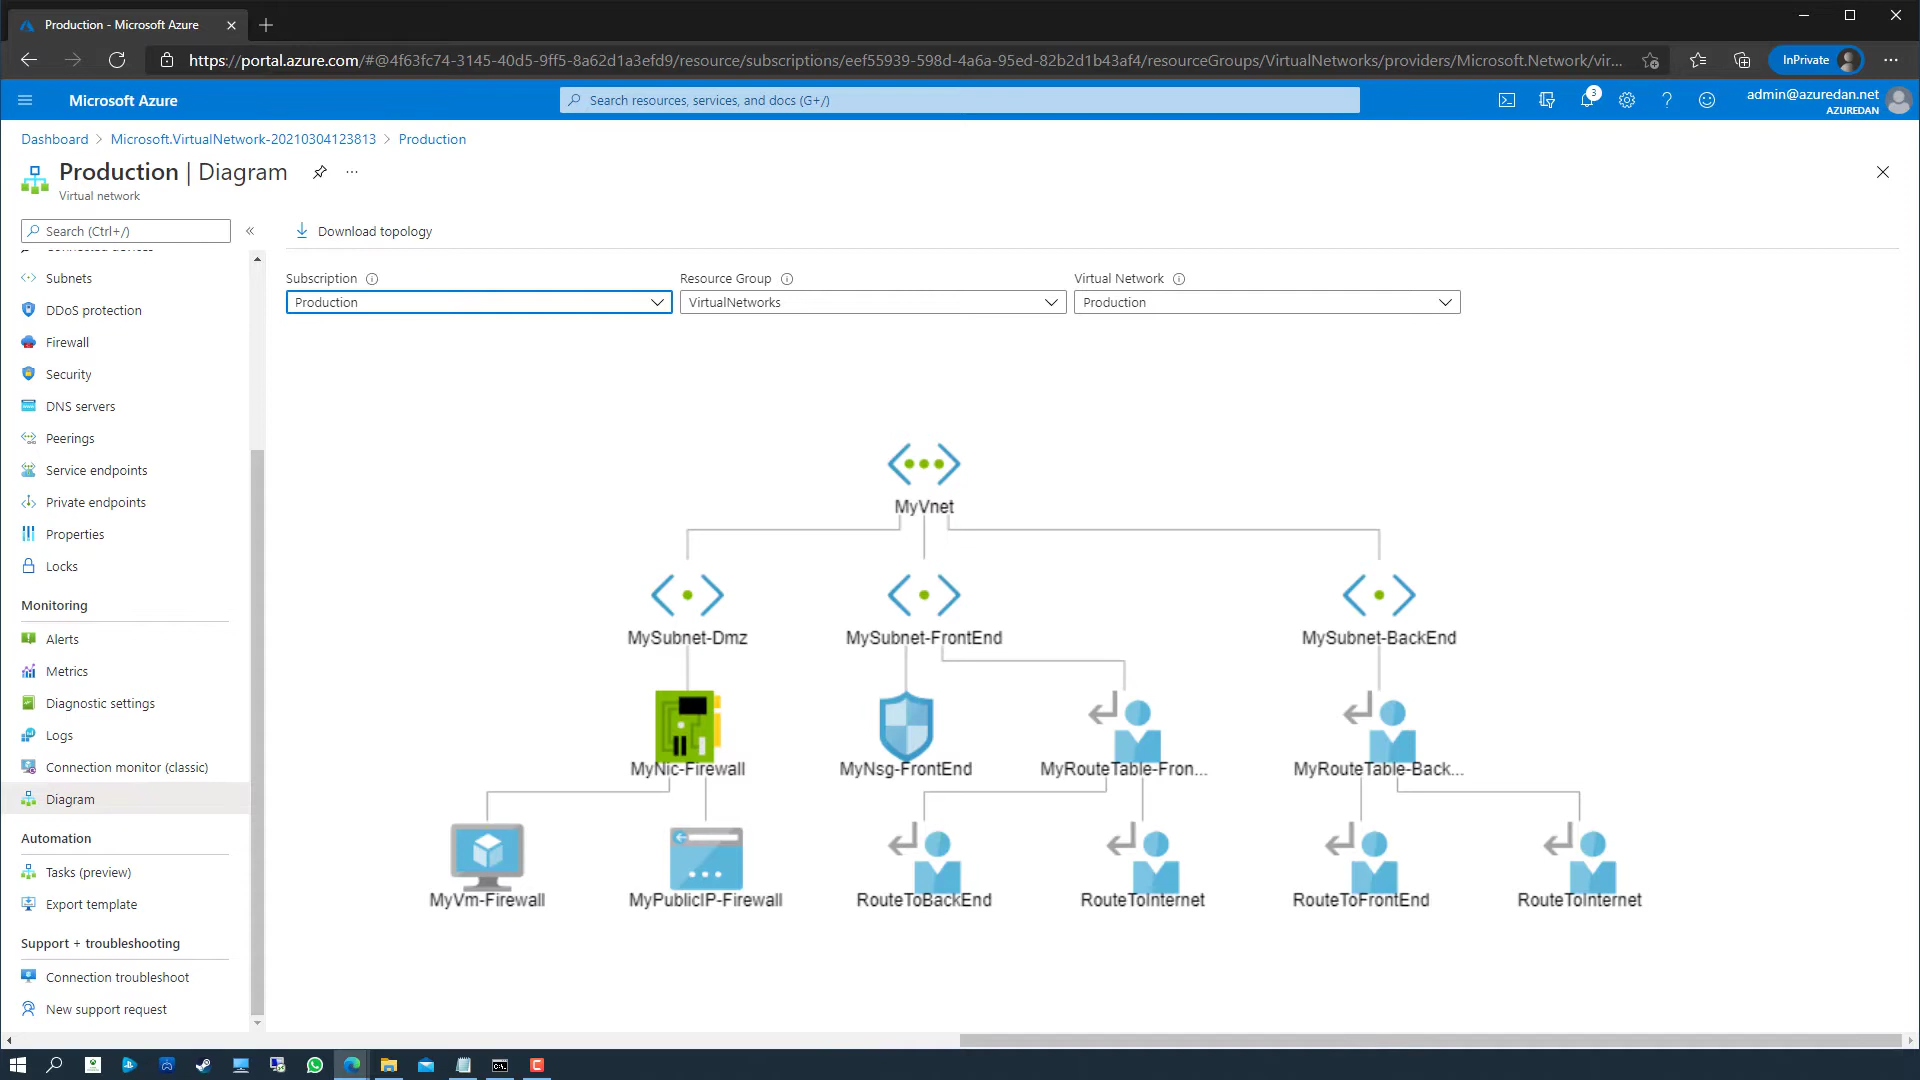 Production - Microsoft Azure
https://portal.azure.com/#@4f63fc74-3145-40d5-9ff5-8a62d1a3efd9/resource/subscriptions/eef55939-598d-4a6a-95ed-82b2d1b43af4/resourceGroups/VirtualNetworks/providers/Microsoft.Network/vir...
InPrivate
Microsoft Azure
Search resources, services, and docs (G+/)
3
admin@azuredan.net
AZUREDAN
Dashboard > Microsoft.VirtualNetwork-20210304123813 > Production
Production | Diagram
Virtual network
Search (Ctrl+/)
Download topology
Subscription
Resource Group
Virtual Network
Production
VirtualNetworks
Production
Connected devices
Subnets
DDoS protection
Firewall
Security
DNS servers
Peerings
Service endpoints
Private endpoints
Properties
Locks
Monitoring
Alerts
Metrics
Diagnostic settings
Logs
Connection monitor (classic)
Diagram
Automation
Tasks (preview)
Export template
Support + troubleshooting
Connection troubleshoot
New support request
MyVnet
MySubnet-Dmz
MySubnet-FrontEnd
MySubnet-BackEnd
MyNic-Firewall
MyNsg-FrontEnd
MyRouteTable-Fron...
MyRouteTable-Back...
MyVm-Firewall
MyPublicIP-Firewall
RouteToBackEnd
RouteToInternet
RouteToFrontEnd
RouteToInternet